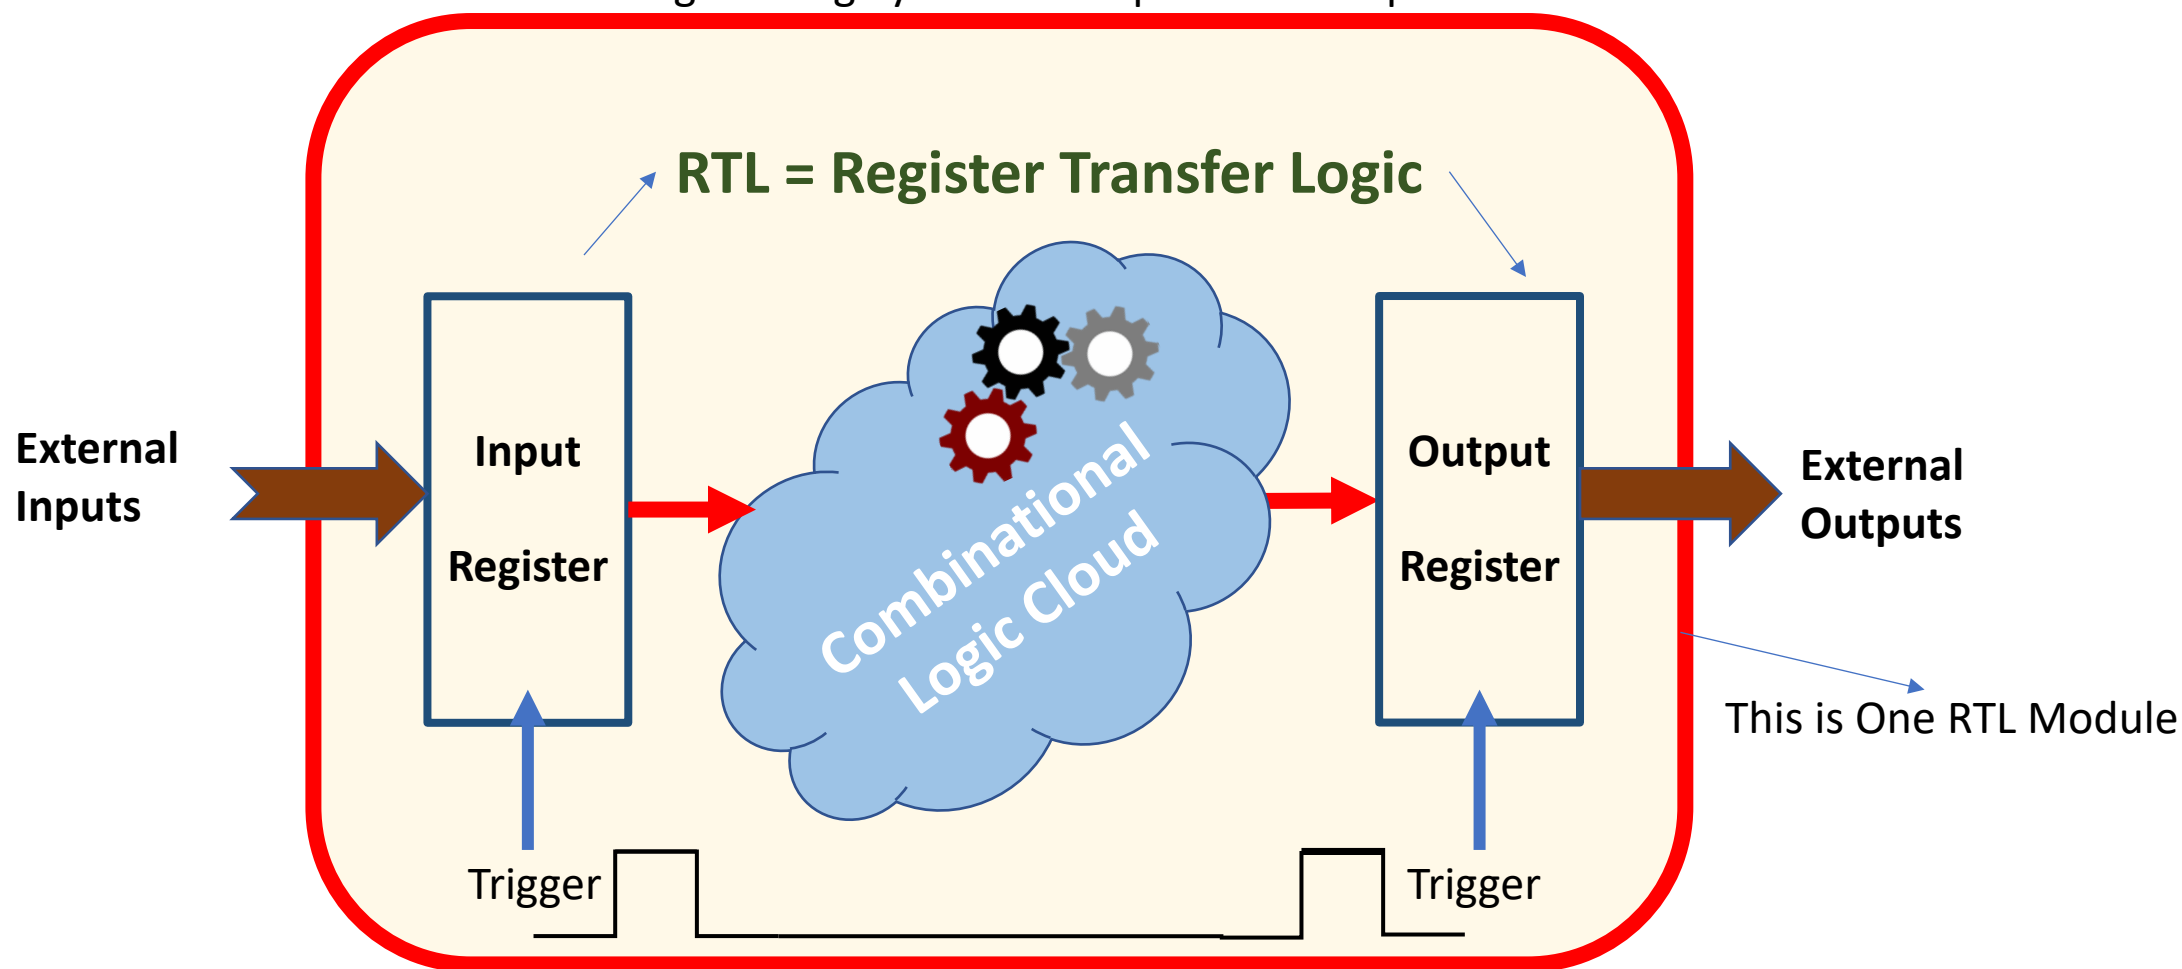 RTL = Register Transfer Logic
External
Inputs
Input
Register
Combinational
Logic Cloud
Output
Register
External
Outputs
This is One RTL Module
Trigger
Trigger